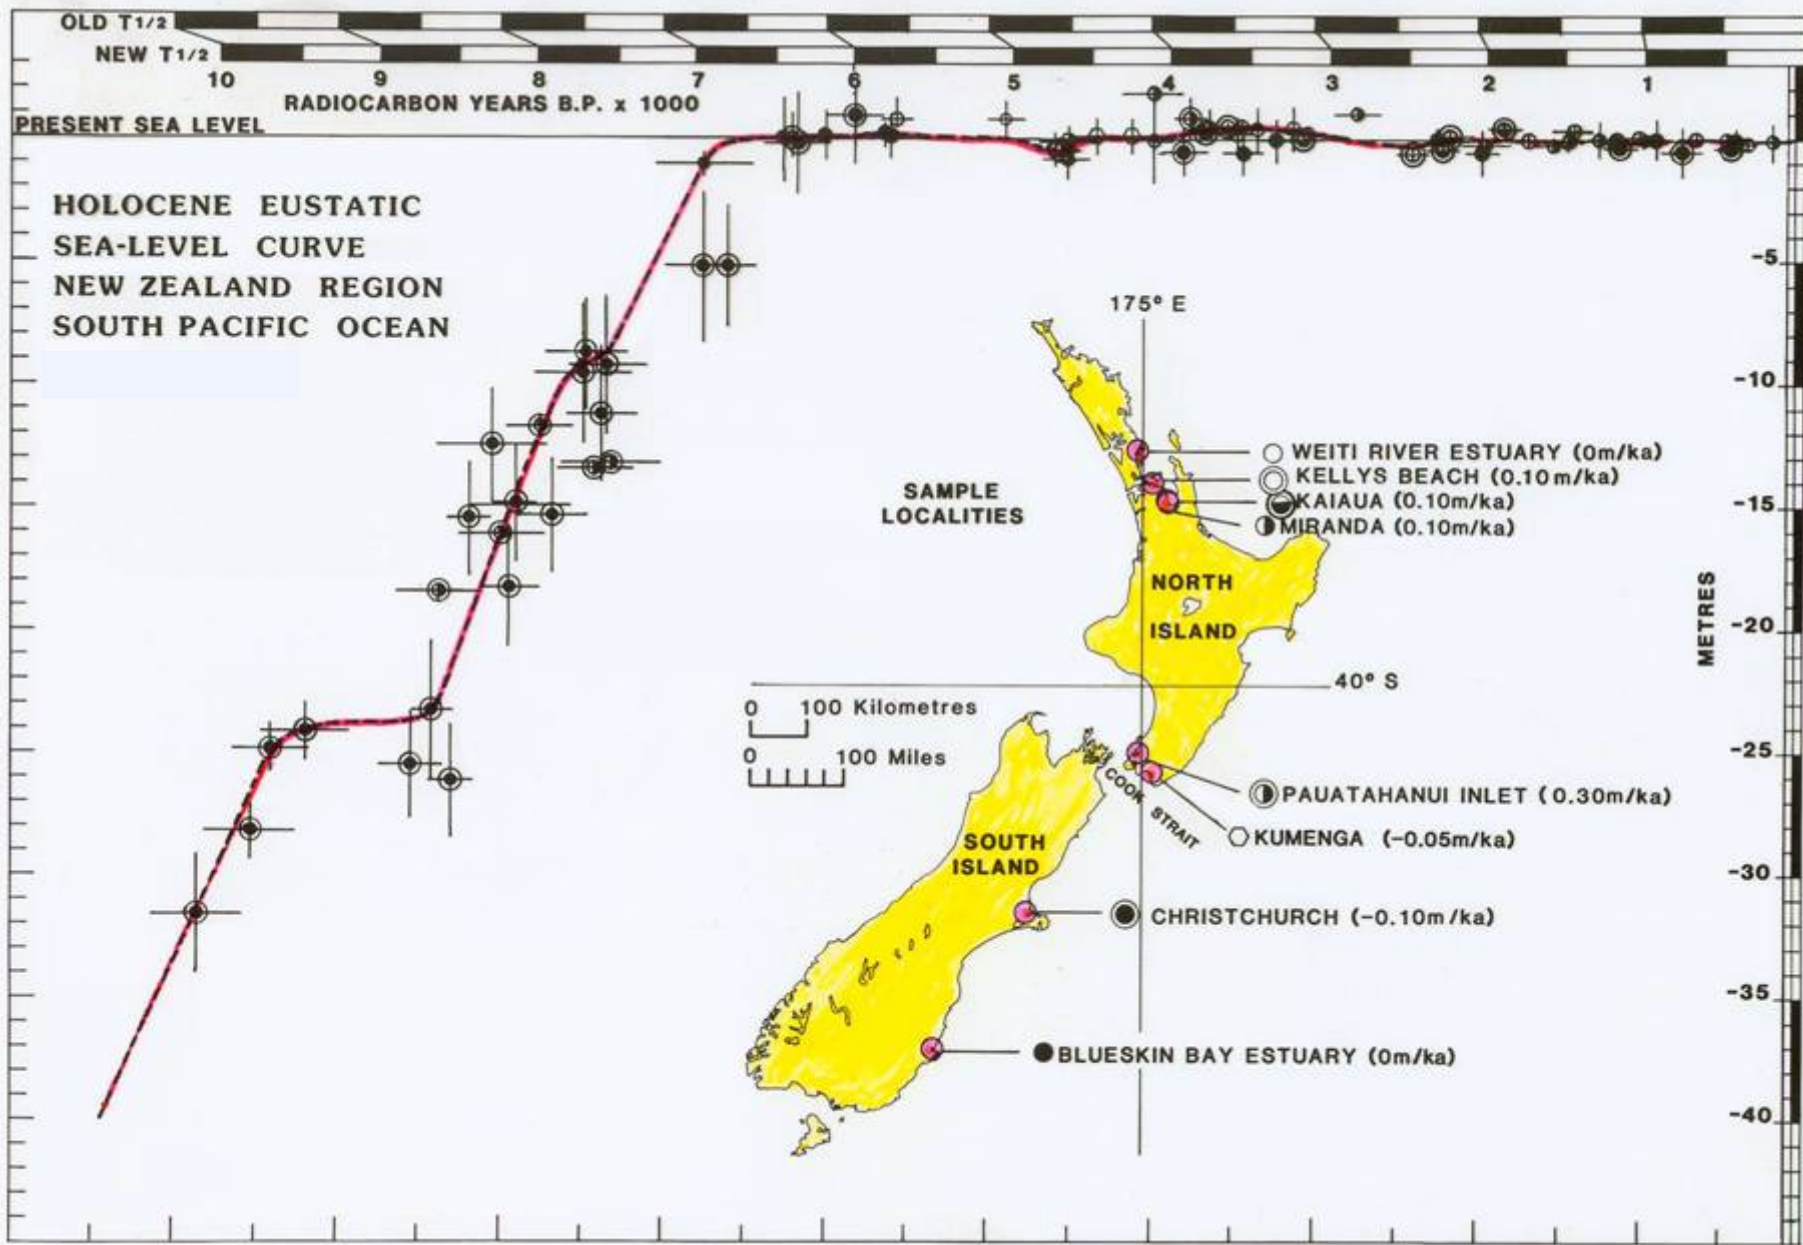 OLD T1/2
NEW T1/2
10 9 8 7 6 5 4 3 2 1
RADIOCARBON YEARS B.P. x 1000
PRESENT SEA LEVEL
HOLOCENE EUSTATIC
SEA-LEVEL CURVE
NEW ZEALAND REGION
SOUTH PACIFIC OCEAN
-5
175° E
-10
WEITI RIVER ESTUARY (0m/ka)
KELLYS BEACH (0.10m/ka)
SAMPLE
LOCALITIES
KAIAUA (0.10m/ka)
-15
MIRANDA (0.10m/ka)
NORTH
ISLAND
METRES
-20
40° S
0 100 Kilometres
0 100 Miles
-25
COOK STRAIT
PAUATAHANUI INLET (0.30m/ka)
KUMENGA (-0.05m/ka)
SOUTH
ISLAND
-30
CHRISTCHURCH (-0.10m/ka)
-35
BLUESKIN BAY ESTUARY (0m/ka)
-40